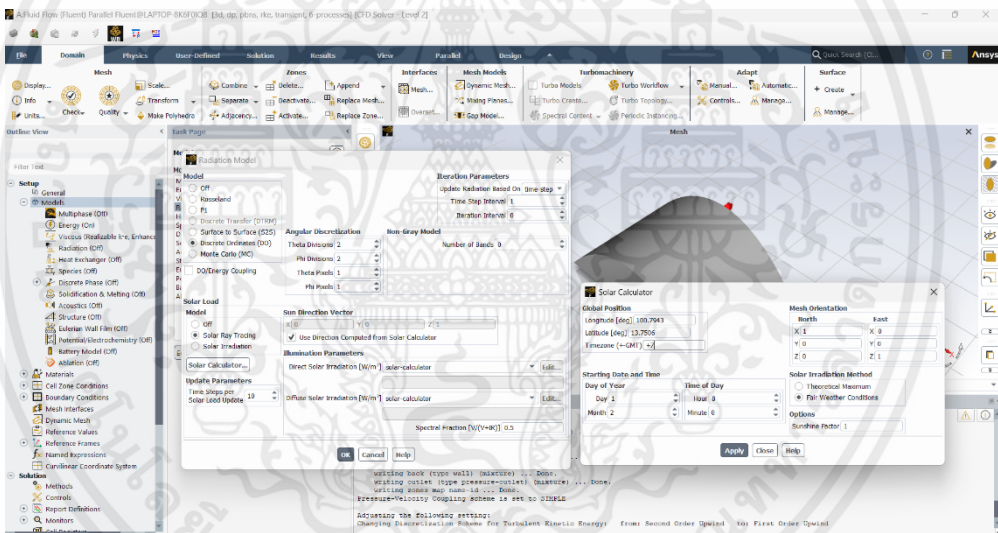 A:Fluid Flow (Fluent) Parallel Fluent@LAPTOP-6K6F0IOB [3d, dp, pbns, rke, transient, 6-processes] [CFD Solver - Level 2]
File Domain Physics User-Defined Solution Results View Parallel Design
Quick Search (Ct... Ansys
Mesh Zones Interfaces Mesh Models Turbomachinery Adapt Surface
Display... Scale... Combine Delete... Append Mesh... Dynamic Mesh... Turbo Models Turbo Workflow Manual... Automatic... Create
Info Transform Separate Deactivate... Replace Mesh... Mixing Planes... Turbo Create... Turbo Topology... Controls... Manage...
Units... Check Quality Make Polyhedra Adjacency... Activate... Replace Zone... Overset... Gap Model... Spectral Content Periodic Instancing... Manage...
Outline View
Task Page
Mesh
Filter Text
Setup
General
Models
Multiphase (Off)
Energy (On)
Viscous (Realizable k-e, Enhance
Radiation (Off)
Heat Exchanger (Off)
Species (Off)
Discrete Phase (Off)
Solidification & Melting (Off)
Acoustics (Off)
Structure (Off)
Eulerian Wall Film (Off)
Potential/Electrochemistry (Off)
Battery Model (Off)
Ablation (Off)
Materials
Cell Zone Conditions
Boundary Conditions
Mesh Interfaces
Dynamic Mesh
Reference Values
Reference Frames
Named Expressions
Curvilinear Coordinate System
Solution
Methods
Controls
Report Definitions
Monitors
Radiation Model
Model
Off
Rosseland
P1
Discrete Transfer (DTRM)
Surface to Surface (S2S)
Discrete Ordinates (DO)
Monte Carlo (MC)
DO/Energy Coupling
Iteration Parameters
Update Radiation Based On time-step
Time Step Interval 1
Iteration Interval 0
Angular Discretization
Theta Divisions 2
Phi Divisions 2
Theta Pixels 1
Phi Pixels 1
Non-Gray Model
Number of Bands 0
Solar Load
Model
Off
Solar Ray Tracing
Solar Irradiation
Solar Calculator...
Update Parameters
Time Steps per
Solar Load Update 10
Sun Direction Vector
X 0 Y 0 Z 1
Use Direction Computed from Solar Calculator
Illumination Parameters
Direct Solar Irradiation [W/m²] solar-calculator Edit...
Diffuse Solar Irradiation [W/m²] solar-calculator Edit...
Spectral Fraction [V/(V+IR)] 0.5
OK Cancel Help
Solar Calculator
Global Position
Longitude [deg] 100.7943
Latitude [deg] 13.7506
Timezone (+-GMT) +7
Mesh Orientation
North East
X 1 X 0
Y 0 Y 0
Z 0 Z 1
Starting Date and Time
Day of Year Time of Day
Day 1 Hour 8
Month 2 Minute 0
Solar Irradiation Method
Theoretical Maximum
Fair Weather Conditions
Options
Sunshine Factor 1
Apply Close Help
writing back (type wall) (mixture) ... Done.
writing outlet (type pressure-outlet) (mixture) ... Done.
writing zones map name-id ... Done.
Pressure-Velocity Coupling scheme is set to SIMPLE
Adjusting the following setting:
Changing Discretization Scheme for Turbulent Kinetic Energy: from: Second Order Upwind to: First Order Upwind